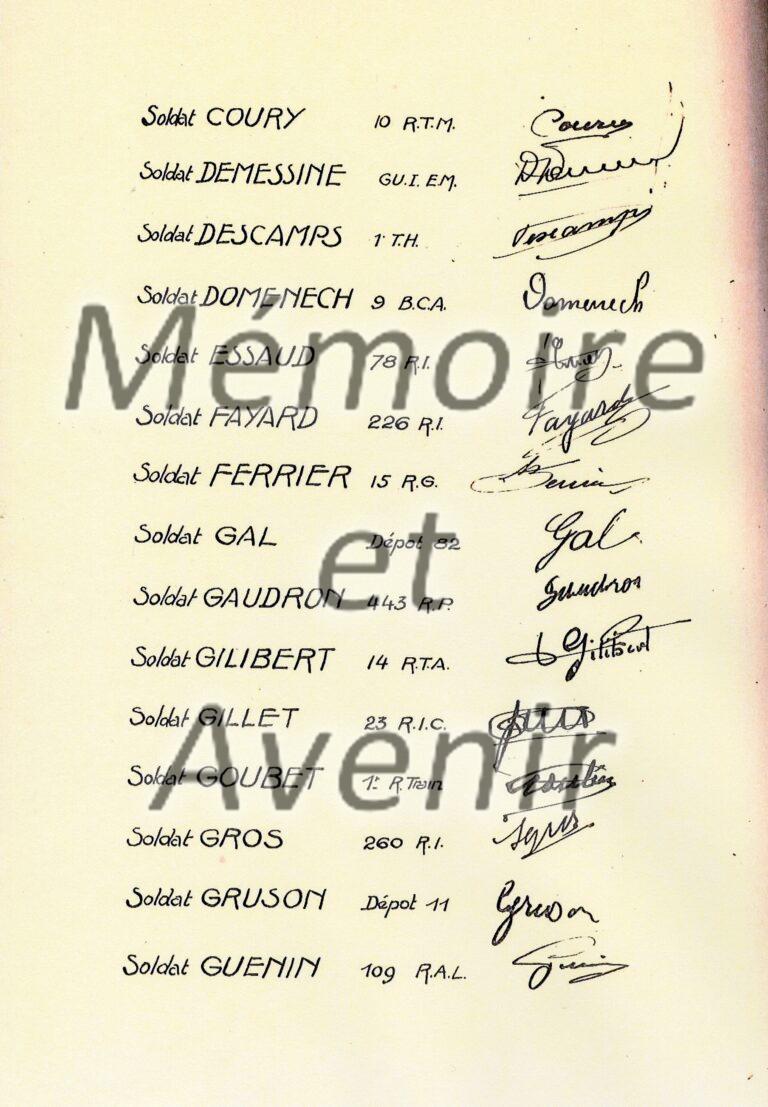 Soldat COURY 10 R.T.M. Coury
Soldat DEMESSINE GU.I.EM.
Soldat DESCAMPS 1 T.H. Descamps
Soldat DOMENECH 9 B.C.A. Domenech
Mémoire
Soldat ESSAUD 78 R.I.
Soldat FAYARD 226 R.I. Fayard
Soldat FERRIER 15 R.G.
Soldat GAL Dépot 82 Gal
et
Soldat GAUDRON 443 R.P. Gaudron
Soldat GILIBERT 14 R.T.A. Gilibert
Soldat GILLET 23 R.I.C.
Avenir
Soldat GOUBET 1er R.Train
Soldat GROS 260 R.I.
Soldat GRUSON Dépot 11 Gruson
Soldat GUENIN 109 R.A.L.